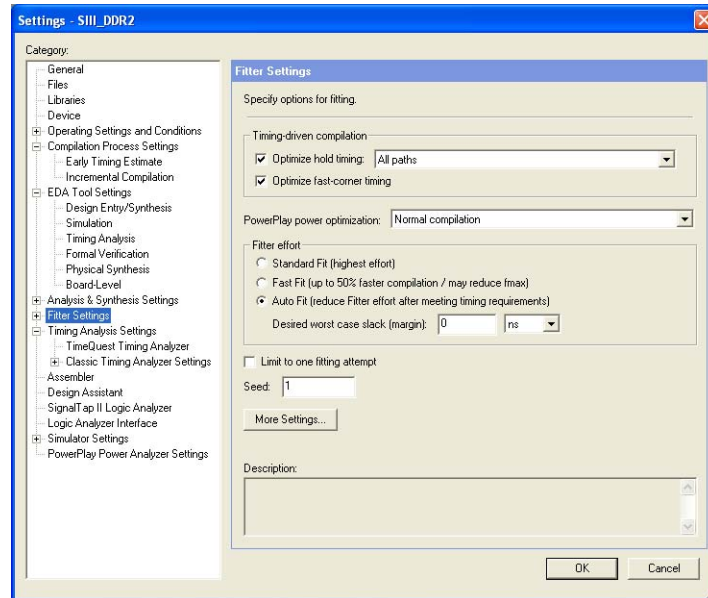 Settings - SIII_DDR2
Category:
General
Files
Libraries
Device
Operating Settings and Conditions
Compilation Process Settings
Early Timing Estimate
Incremental Compilation
EDA Tool Settings
Design Entry/Synthesis
Simulation
Timing Analysis
Formal Verification
Physical Synthesis
Board-Level
Analysis & Synthesis Settings
Fitter Settings
Timing Analysis Settings
TimeQuest Timing Analyzer
Classic Timing Analyzer Settings
Assembler
Design Assistant
SignalTap II Logic Analyzer
Logic Analyzer Interface
Simulator Settings
PowerPlay Power Analyzer Settings
Fitter Settings
Specify options for fitting.
Timing-driven compilation
Optimize hold timing: All paths
Optimize fast-corner timing
PowerPlay power optimization: Normal compilation
Fitter effort
Standard Fit (highest effort)
Fast Fit (up to 50% faster compilation / may reduce fmax)
Auto Fit (reduce Fitter effort after meeting timing requirements)
Desired worst case slack (margin): 0 ns
Limit to one fitting attempt
Seed: 1
More Settings...
Description:
OK Cancel